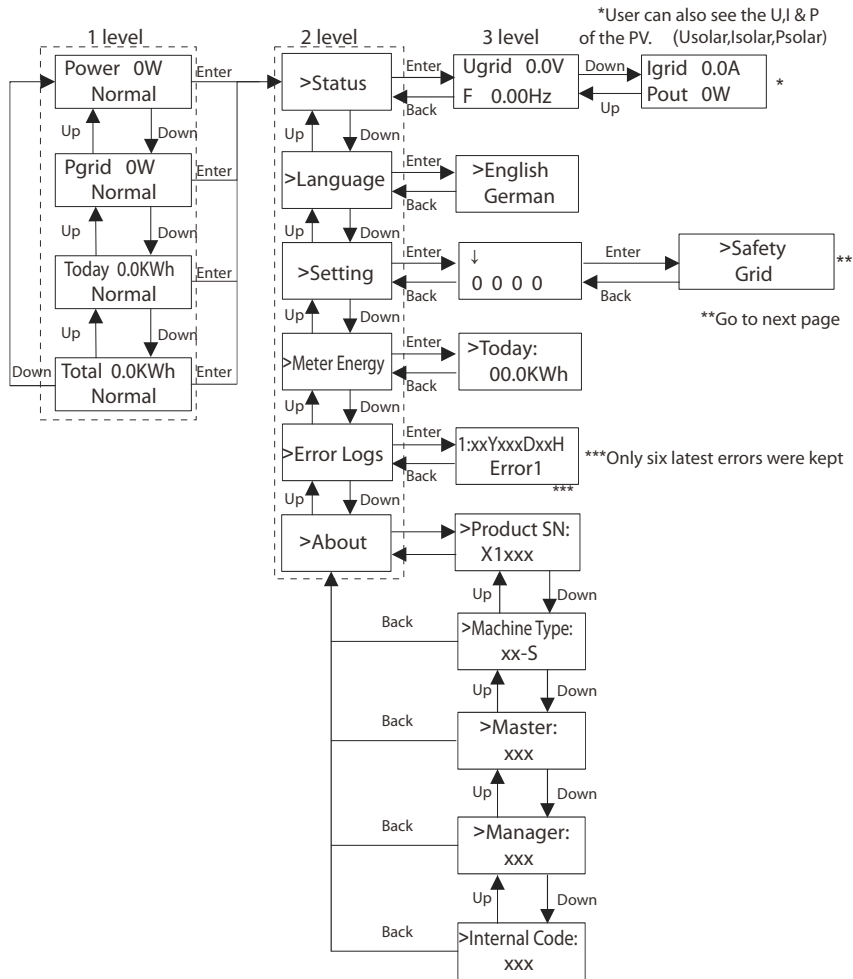 *User can also see the U,I & P
of the PV.    (Usolar,Isolar,Psolar)
1 level
2 level
3 level
Power 0W
Normal
Enter
Up
Down
Pgrid 0W
Normal
Enter
Up
Down
Today 0.0KWh
Normal
Enter
Up
Down
Down
Total 0.0KWh
Normal
Enter
>Status
Enter
Back
Ugrid 0.0V
F 0.00Hz
Down
Up
Igrid 0.0A
Pout 0W
*
Up
Down
>Language
Enter
Back
>English
German
Up
Down
>Setting
Enter
Back
↓
0 0 0 0
Enter
Back
>Safety
Grid
**
**Go to next page
Up
Down
>Meter Energy
Enter
Back
>Today:
00.0KWh
Up
Down
>Error Logs
Enter
Back
1:xxYxxxDxxH
Error1
***Only six latest errors were kept
***
Up
Down
>About
>Product SN:
X1xxx
Up
Down
Back
>Machine Type:
xx-S
Up
Down
Back
>Master:
xxx
Up
Down
Back
>Manager:
xxx
Up
Down
Back
>Internal Code:
xxx